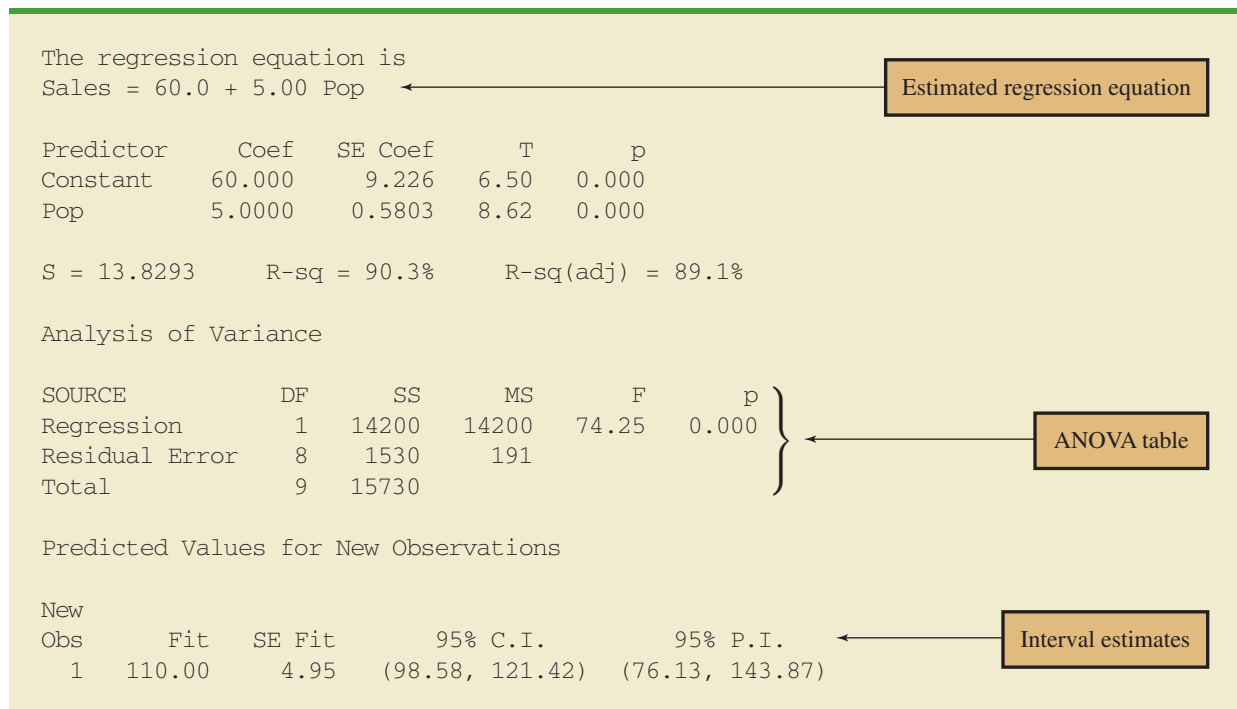 The regression equation is
Sales = 60.0 + 5.00 Pop
Estimated regression equation
Predictor Coef SE Coef T p
Constant 60.000 9.226 6.50 0.000
Pop 5.0000 0.5803 8.62 0.000
S = 13.8293 R-sq = 90.3% R-sq(adj) = 89.1%
Analysis of Variance
SOURCE DF SS MS F p
Regression 1 14200 14200 74.25 0.000
Residual Error 8 1530 191
Total 9 15730
ANOVA table
Predicted Values for New Observations
New
Obs Fit SE Fit 95% C.I. 95% P.I.
1 110.00 4.95 (98.58, 121.42) (76.13, 143.87)
Interval estimates